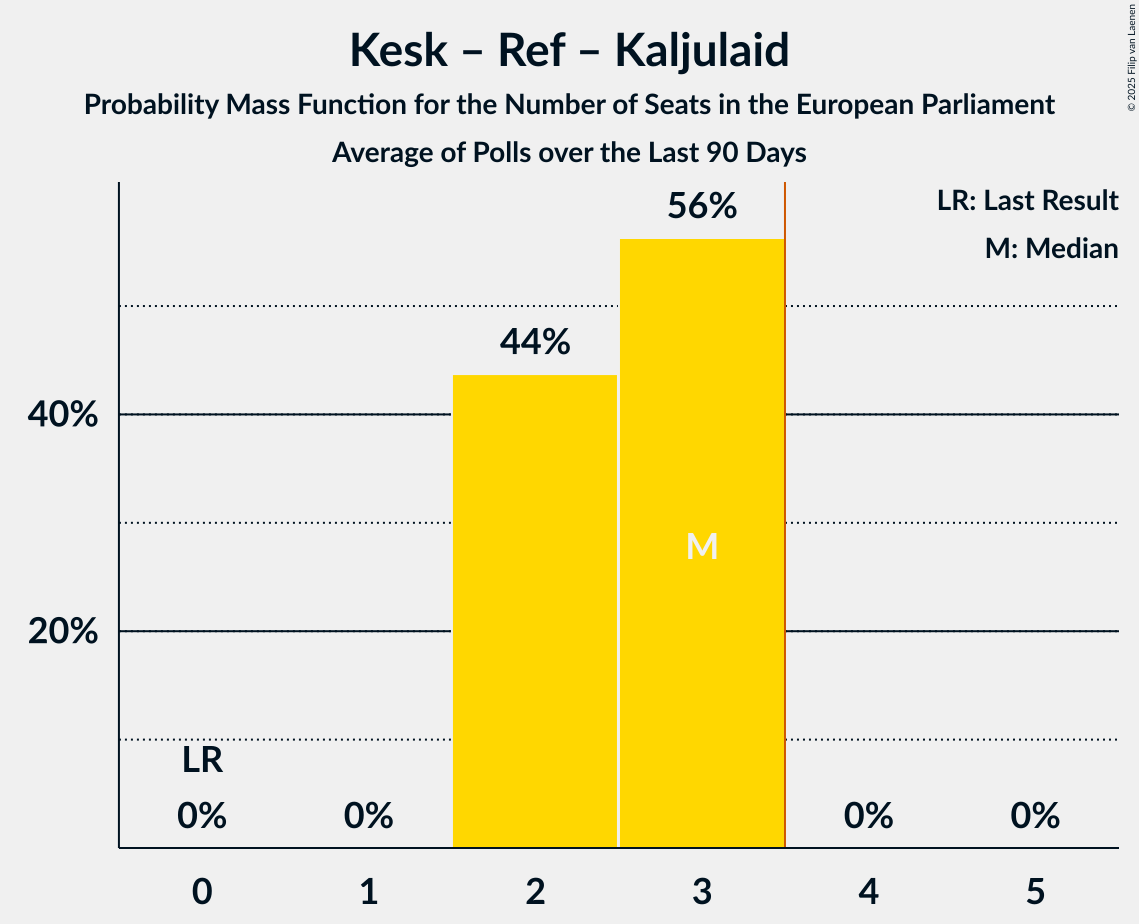 Kesk – Ref – Kaljulaid
Probability Mass Function for the Number of Seats in the European Parliament
Average of Polls over the Last 90 Days
© 2025 Filip van Laenen
LR: Last Result
M: Median
56%
44%
40%
M
20%
LR
0%
0%
0%
0%
0
1
2
3
4
5